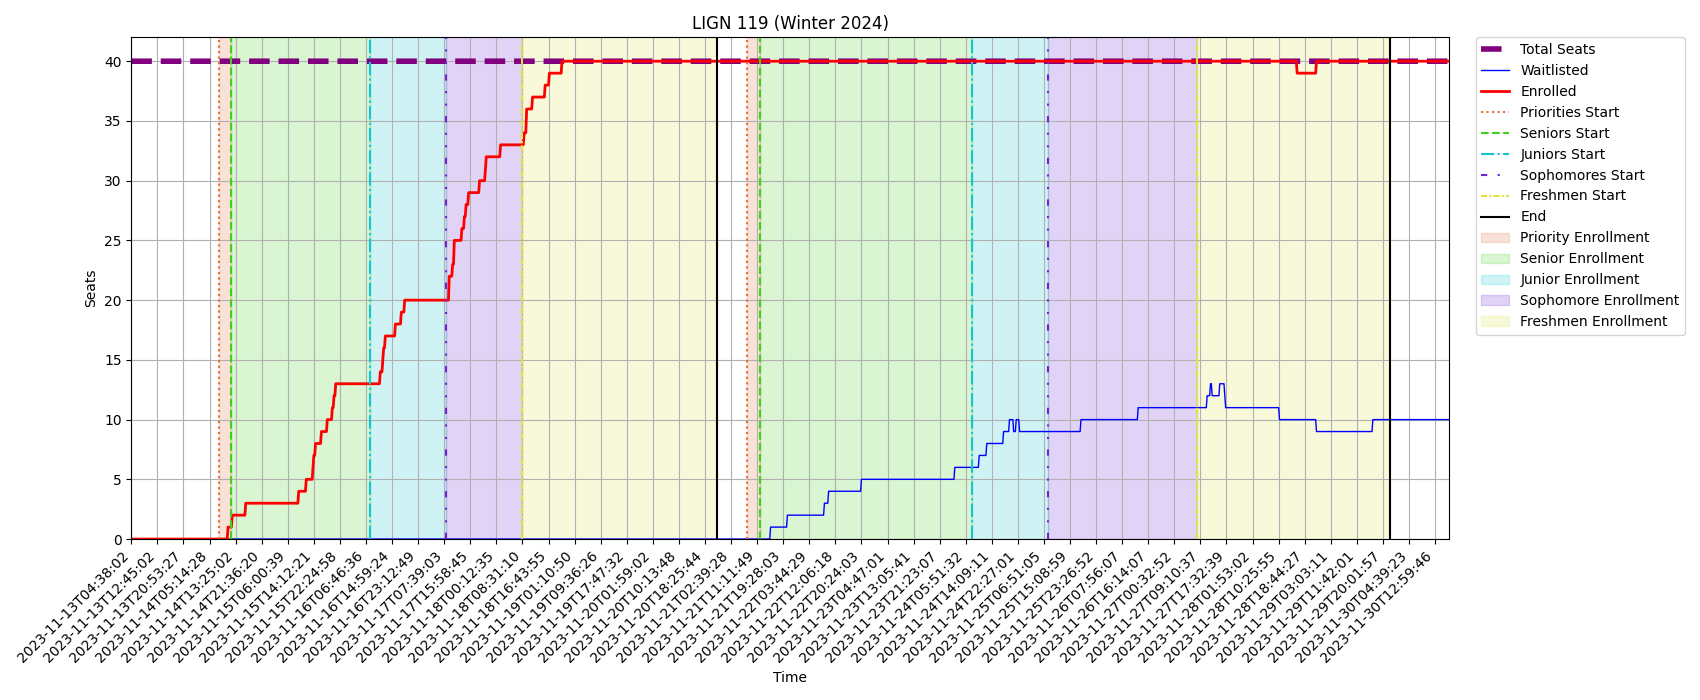 LIGN 119 (Winter 2024)
Seats
40
35
30
25
20
15
10
5
0
2023-11-13T04:38:02
2023-11-13T12:45:02
2023-11-13T20:53:27
2023-11-14T05:14:28
2023-11-14T13:25:02
2023-11-14T21:36:20
2023-11-15T06:00:39
2023-11-15T14:12:21
2023-11-15T22:24:58
2023-11-16T06:46:36
2023-11-16T14:59:24
2023-11-16T23:12:49
2023-11-17T07:39:03
2023-11-17T15:58:45
2023-11-18T00:12:35
2023-11-18T08:31:10
2023-11-18T16:43:55
2023-11-19T01:10:50
2023-11-19T09:36:26
2023-11-19T17:47:32
2023-11-20T01:59:02
2023-11-20T10:13:48
2023-11-20T18:25:44
2023-11-21T02:39:28
2023-11-21T11:11:49
2023-11-21T19:28:03
2023-11-22T03:44:29
2023-11-22T12:06:18
2023-11-22T20:24:03
2023-11-23T04:47:01
2023-11-23T13:05:41
2023-11-23T21:23:07
2023-11-24T05:51:32
2023-11-24T14:09:11
2023-11-24T22:27:01
2023-11-25T06:51:05
2023-11-25T15:08:59
2023-11-25T23:26:52
2023-11-26T07:56:07
2023-11-26T16:14:07
2023-11-27T00:32:52
2023-11-27T09:10:37
2023-11-27T17:32:39
2023-11-28T01:53:02
2023-11-28T10:25:55
2023-11-28T18:44:27
2023-11-29T03:03:11
2023-11-29T11:42:01
2023-11-29T20:01:57
2023-11-30T04:39:23
2023-11-30T12:59:46
Time
Total Seats
Waitlisted
Enrolled
Priorities Start
Seniors Start
Juniors Start
Sophomores Start
Freshmen Start
End
Priority Enrollment
Senior Enrollment
Junior Enrollment
Sophomore Enrollment
Freshmen Enrollment